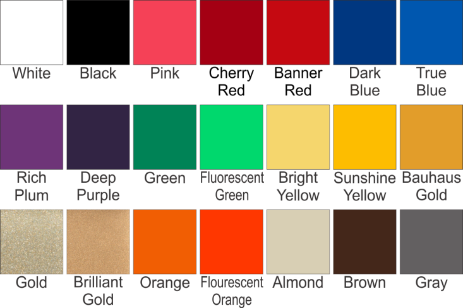 White Black Pink Cherry Red Banner Red Dark Blue True Blue
Rich Plum Deep Purple Green Fluorescent Green Bright Yellow Sunshine Yellow Bauhaus Gold
Gold Brilliant Gold Orange Flourescent Orange Almond Brown Gray